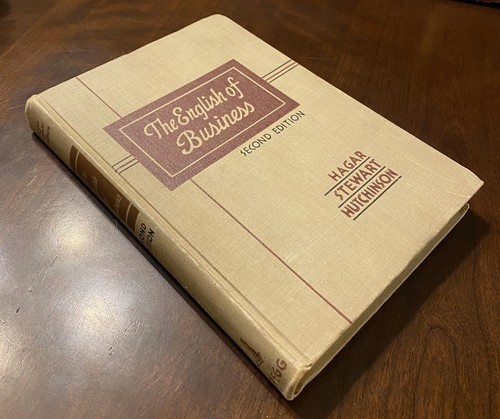 The English of
Business
SECOND EDITION
HAGAR
STEWART
HUTCHINSON